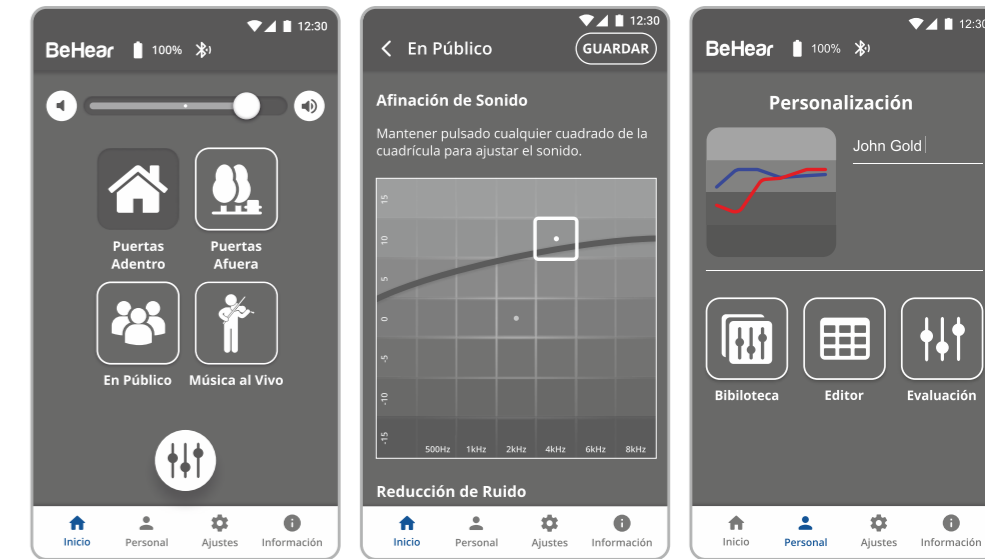 12:30
BeHear 100%
Puertas
Adentro
Puertas
Afuera
En Público
Música al Vivo
Inicio
Personal
Ajustes
Información
12:30
En Público
GUARDAR
Afinación de Sonido
Mantener pulsado cualquier cuadrado de la
cuadrícula para ajustar el sonido.
15
10
5
0
-5
-10
-15
500Hz 1kHz 2kHz 4kHz 6kHz 8kHz
Reducción de Ruido
Inicio
Personal
Ajustes
Información
12:30
BeHear 100%
Personalización
John Gold
Bibiloteca
Editor
Evaluación
Inicio
Personal
Ajustes
Información